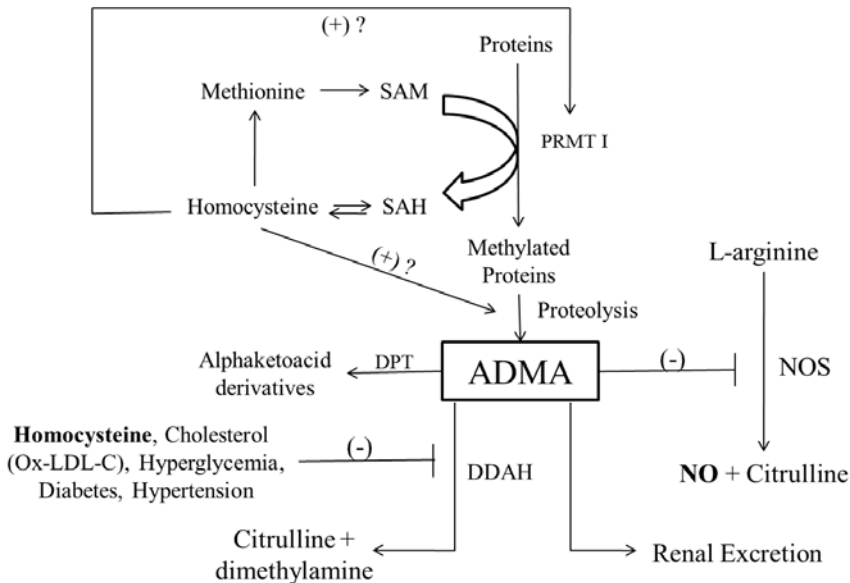 (+) ?
Proteins
Methionine
SAM
PRMT I
Homocysteine
SAH
Methylated
Proteins
L-arginine
(+) ?
Proteolysis
Alphaketoacid
derivatives
DPT
ADMA
(-)
NOS
Homocysteine, Cholesterol
(Ox-LDL-C), Hyperglycemia,
Diabetes, Hypertension
(-)
DDAH
NO + Citrulline
Citrulline +
dimethylamine
Renal Excretion